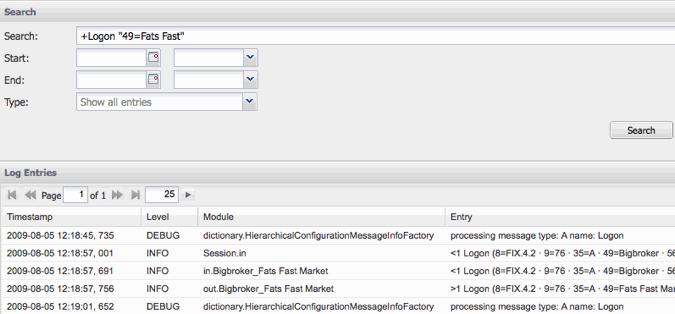 Search
Search: +Logon "49=Fats Fast"
Start:
End:
Type: Show all entries
Search
Log Entries
Page 1 of 1 25
Timestamp Level Module Entry
2009-08-05 12:18:45, 735 DEBUG dictionary.HierarchicalConfigurationMessageInfoFactory processing message type: A name: Logon
2009-08-05 12:18:57, 001 INFO Session.in <1 Logon (8=FIX.4.2 · 9=76 · 35=A · 49=Bigbroker · 56
2009-08-05 12:18:57, 691 INFO in.Bigbroker_Fats Fast Market <1 Logon (8=FIX.4.2 · 9=76 · 35=A · 49=Bigbroker · 56
2009-08-05 12:18:57, 756 INFO out.Bigbroker_Fats Fast Market >1 Logon (8=FIX.4.2 · 9=76 · 35=A · 49=Fats Fast Mar
2009-08-05 12:19:01, 652 DEBUG dictionary.HierarchicalConfigurationMessageInfoFactory processing message type: A name: Logon